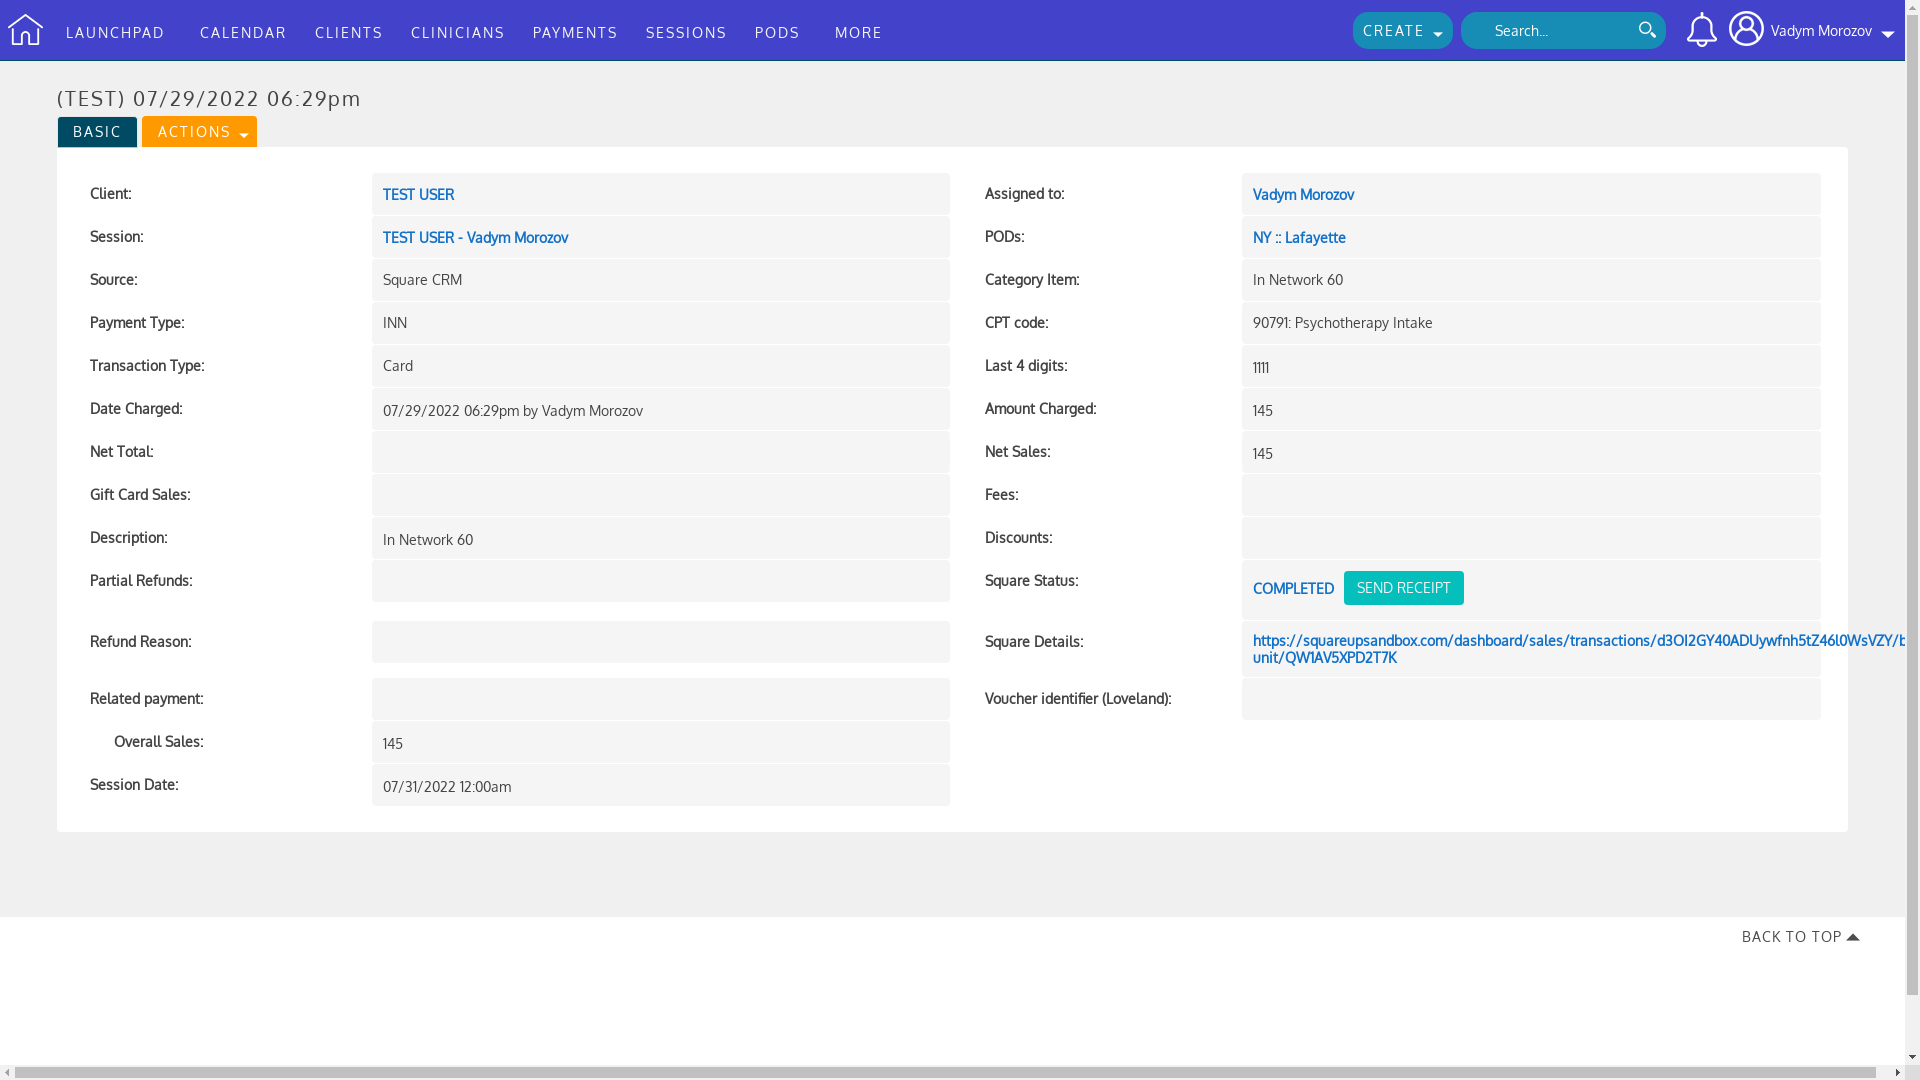 LAUNCHPAD CALENDAR CLIENTS CLINICIANS PAYMENTS SESSIONS PODS MORE CREATE Search... Vadym Morozov
(TEST) 07/29/2022 06:29pm
BASIC ACTIONS
Client: TEST USER Assigned to: Vadym Morozov
Session: TEST USER - Vadym Morozov PODs: NY :: Lafayette
Source: Square CRM Category Item: In Network 60
Payment Type: INN CPT code: 90791: Psychotherapy Intake
Transaction Type: Card Last 4 digits: 1111
Date Charged: 07/29/2022 06:29pm by Vadym Morozov Amount Charged: 145
Net Total: Net Sales: 145
Gift Card Sales: Fees:
Description: In Network 60 Discounts:
Partial Refunds: Square Status: COMPLETED SEND RECEIPT
Refund Reason: Square Details: https://squareupsandbox.com/dashboard/sales/transactions/d3OI2GY40ADUywfnh5tZ46l0WsVZY/b
unit/QW1AV5XPD2T7K
Related payment: Voucher identifier (Loveland):
Overall Sales: 145
Session Date: 07/31/2022 12:00am
BACK TO TOP